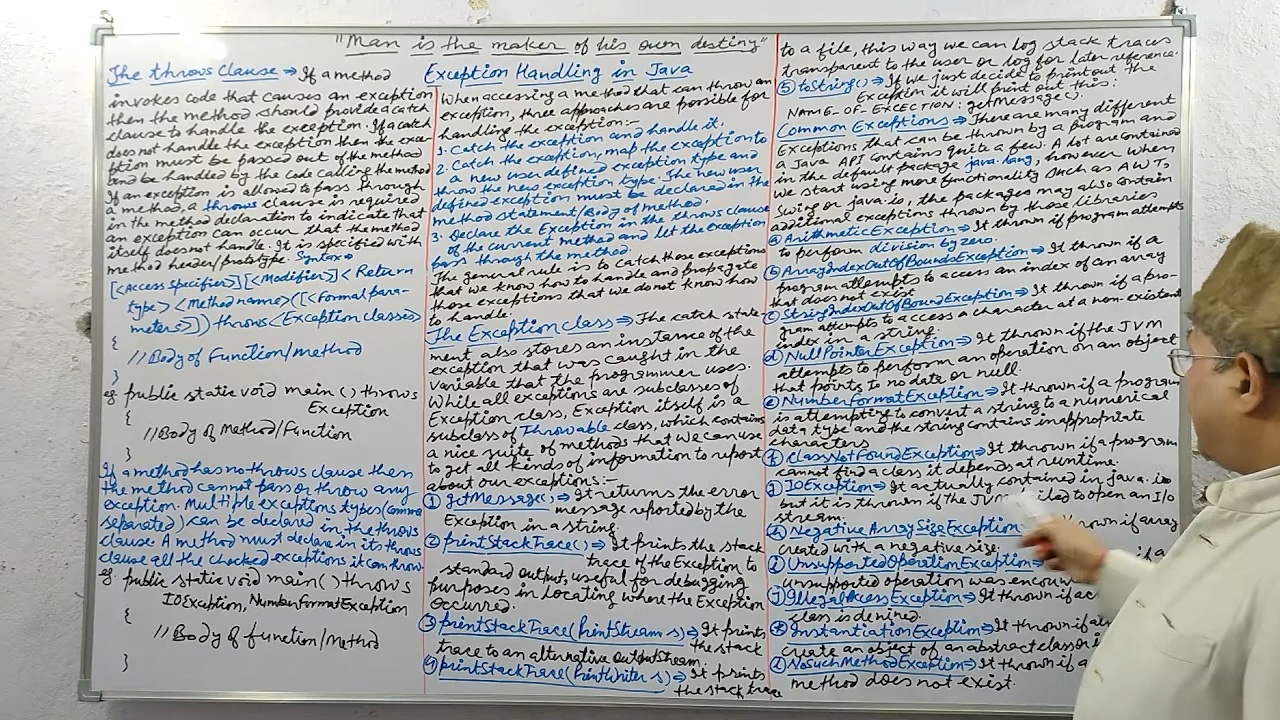 "Man is the maker of his own destiny"
The throws clause ⇒ If a method
invokes code that causes an exception
then the method should provide a catch
clause to handle the exception. If a catch
does not handle the exception then the exce
ption must be passed out of the method
and be handled by the code calling the method
If an exception is allowed to pass through
a method, a throws clause is required
in the method declaration to indicate that
an exception can occur that the method
itself does not handle. It is specified with
method header/prototype. Syntax ⇒
[<Access specifier>][<Modifier>]<Return
type> <Method name>([<Formal para-
meters>]) throws <Exception classes>
{
//Body of Function/Method
}
eg public static void main () throws
Exception
{
//Body of Method/Function
}
If a method has no throws clause then
the method cannot pass or throw any
exception. Multiple exceptions types (comma
separated) can be declared in the throws
clause. A method must declare in its throws
clause all the checked exceptions it can throw.
eg public static void main() throws
IOException, NumberFormatException
{
//Body of function/Method
}
Exception Handling in Java
When accessing a method that can throw an
exception, three approaches are possible for
handling the exception:-
1. Catch the exception and handle it.
2. Catch the exception, map the exception to
a new user defined exception type and
throw the new exception type. The new user
defined exception must be declared in the
method statement/Body of Method.
3. Declare the Exception in the throws clause
of the current method and let the exception
pass through the method.
The general rule is to catch those exceptions
that we know how to handle and propagate
those exceptions that we do not know how
to handle.
The Exception class ⇒ The catch state
ment also stores an instance of the
exception that was caught in the
variable that the programmer uses.
While all exceptions are subclasses of
Exception class, Exception itself is a
subclass of Throwable class, which contains
a nice suite of methods that we can use
to get all kinds of information to report
about our exceptions:-
① getMessage() ⇒ It returns the error
message reported by the
Exception in a string.
② printStackTrace() ⇒ It prints the stack
trace of the Exception to
standard output, useful for debugging
purposes in locating where the Exception
occurred.
③ printStackTrace(PrintStream s) ⇒ It prints
the stack
trace to an alternative outputstream.
④ printStackTrace(PrintWriter s) ⇒ It prints
the stack trace
to a file, this way we can log stack traces
transparent to the user or log for later reference.
⑤ toString() ⇒ If we just decide to print out the
Exception it will print out this:
NAME-OF-EXCECTION: getMessage().
Common Exceptions ⇒ There are many different
Exceptions that can be thrown by a program and
a Java API contains quite a few. A lot are contained
in the default package java.lang, however when
we start using more functionality such as AWT,
Swing or java.io, the packages may also contain
additional exceptions thrown by those libraries
ⓐ ArithmeticException ⇒ It thrown if program attempts
to perform division by zero.
ⓑ ArrayIndexOutOfBoundsException ⇒ It thrown if a
program attempts to access an index of an array
that does not exist
ⓒ StringIndexOutOfBoundException ⇒ It thrown if a pro-
gram attempts to access a character at a non-existent
index in a string.
ⓓ NullPointerException ⇒ It thrown if the JVM
attempts to perform an operation on an object
that points to no data or null.
ⓔ NumberFormatException ⇒ It thrown if a program
is attempting to convert a string to a numerical
data type and the string contains inappropriate
characters
ⓕ ClassNotFoundException ⇒ It thrown if a program
cannot find a class it depends at runtime.
ⓖ IOException ⇒ It actually contained in java.io
but it is thrown if the JVM to open an I/O
stream
ⓗ NegativeArraySizeException thrown if array
created with a negative size.
ⓘ UnsupportedOperationException ⇒ if a
unsupported operation was
ⓙ IllegalAccessException ⇒ It thrown if
class is denined.
ⓚ InstantiationException ⇒ It thrown if
create an object of an abstract class or
ⓛ NoSuchMethodException ⇒ It thrown if a
method does not exist.